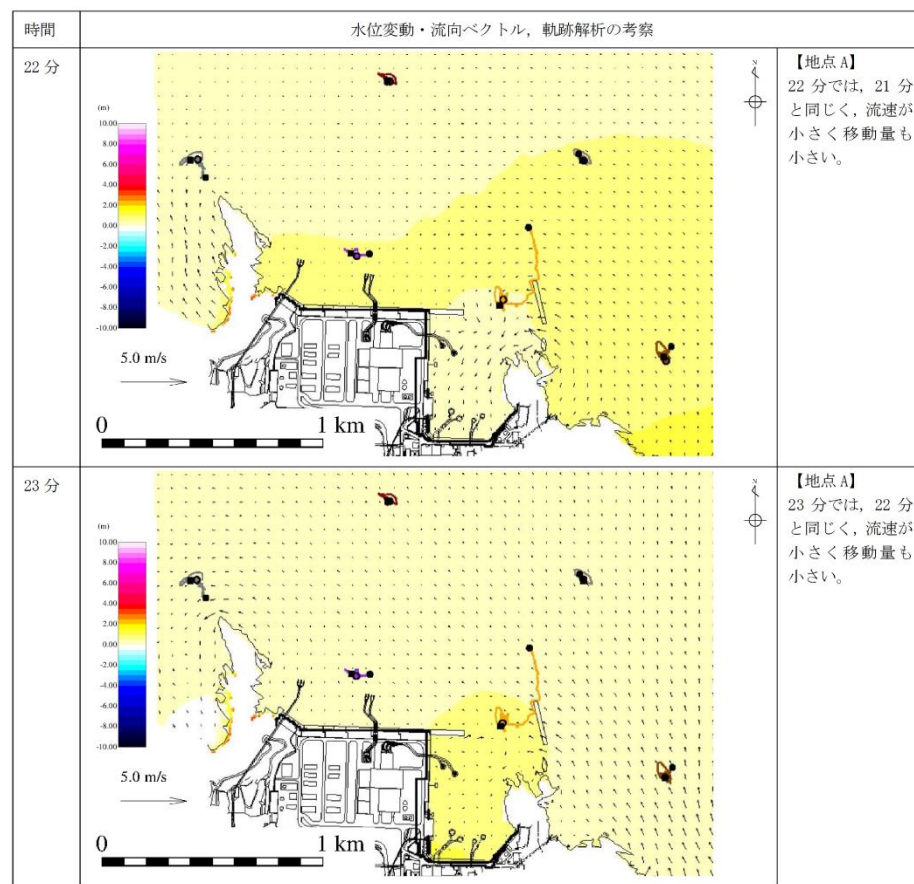 時間 水位変動・流向ベクトル，軌跡解析の考察
22 分
(m)
10.00
8.00
6.00
4.00
2.00
0.00
-2.00
-4.00
-6.00
-8.00
-10.00
5.0 m/s
0 1 km
N
【地点 A】
22 分では，21 分
と同じく，流速が
小さく移動量も
小さい。
23 分
(m)
10.00
8.00
6.00
4.00
2.00
0.00
-2.00
-4.00
-6.00
-8.00
-10.00
5.0 m/s
0 1 km
N
【地点 A】
23 分では，22 分
と同じく，流速が
小さく移動量も
小さい。